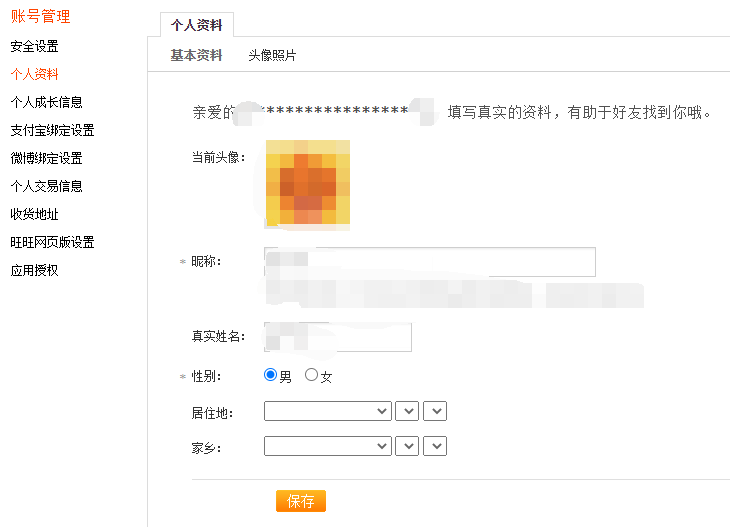 账号管理
安全设置
个人资料
个人成长信息
支付宝绑定设置
微博绑定设置
个人交易信息
收货地址
旺旺网页版设置
应用授权
个人资料
基本资料 头像照片
亲爱的 **************** 填写真实的资料，有助于好友找到你哦。
当前头像：
* 昵称：
真实姓名：
* 性别： 男 女
居住地：
家乡：
保存